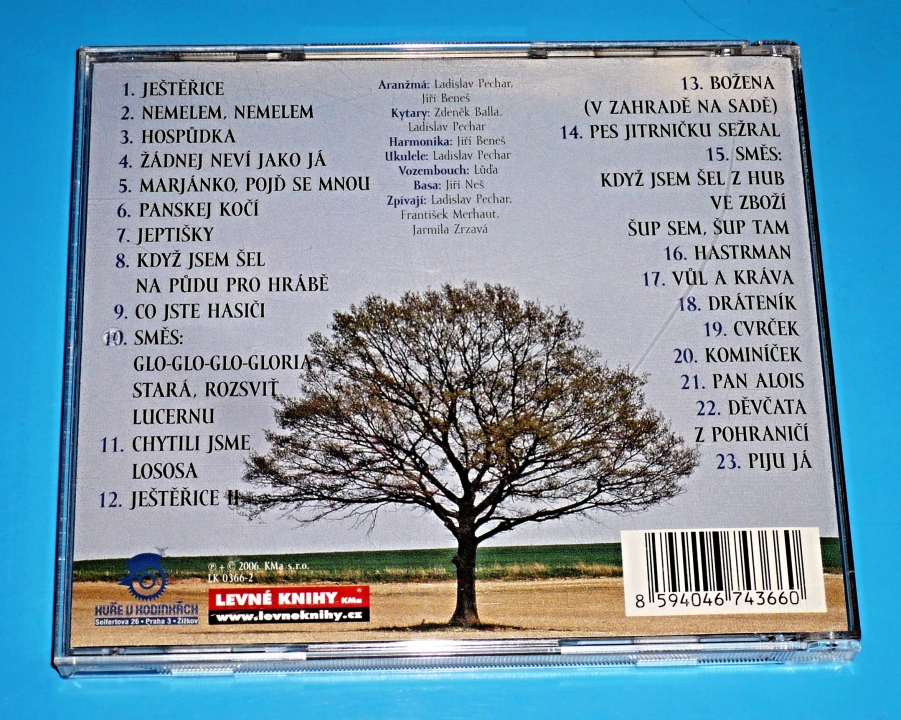 1. JEŠTĚŘICE
2. NEMELEM, NEMELEM
3. HOSPŮDKA
4. ŽÁDNEJ NEVÍ JAKO JÁ
5. MARJÁNKO, POJĎ SE MNOU
6. PANSKEJ KOČÍ
7. JEPTIŠKY
8. KDYŽ JSEM ŠEL
NA PŮDU PRO HRÁBĚ
9. CO JSTE HASIČI
10. SMĚS:
GLO-GLO-GLO-GLORIA
STARÁ, ROZSVIŤ
LUCERNU
11. CHYTILI JSME
LOSOSA
12. JEŠTĚŘICE II
Aranžmá: Ladislav Pechar,
Jiří Beneš
Kytary: Zdeněk Balla.
Ladislav Pechar
Harmonika: Jiří Beneš
Ukulele: Ladislav Pechar
Vozembouch: Lůďa
Basa: Jiří Neš
Zpívají: Ladislav Pechar,
František Merhaut,
Jarmila Zrzavá
13. BOŽENA
(V ZAHRADĚ NA SADĚ)
14. PES JITRNIČKU SEŽRAL
15. SMĚS:
KDYŽ JSEM ŠEL Z HUB
VE ZBOŽÍ
ŠUP SEM, ŠUP TAM
16. HASTRMAN
17. VŮL A KRÁVA
18. DRÁTENÍK
19. CVRČEK
20. KOMINÍČEK
21. PAN ALOIS
22. DĚVČATA
Z POHRANIČÍ
23. PIJU JÁ
KUŘE V HODINKÁCH
Seifertova 26 • Praha 3 • Žižkov
℗ + © 2006 KMa s.r.o.
LK 0366-2
LEVNÉ KNIHY KMa ®
www.levneknihy.cz
8 594046 743660